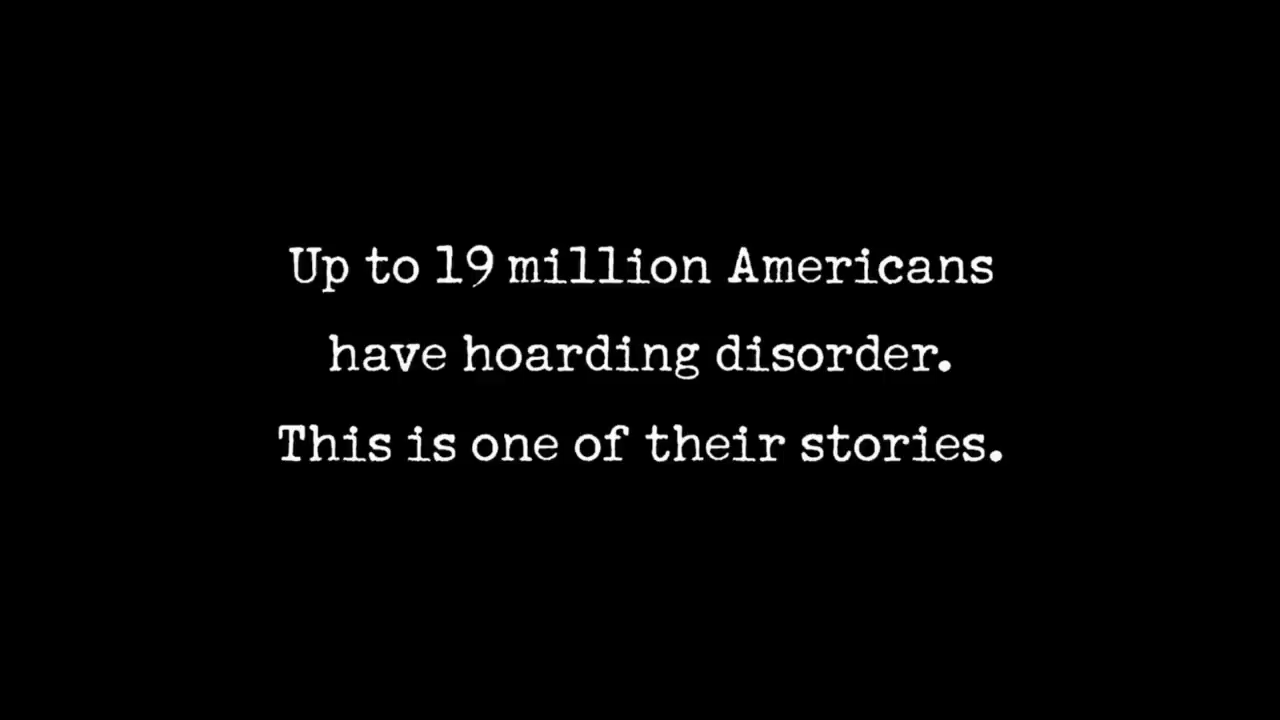 Up to 19 million Americans
have hoarding disorder.
This is one of their stories.